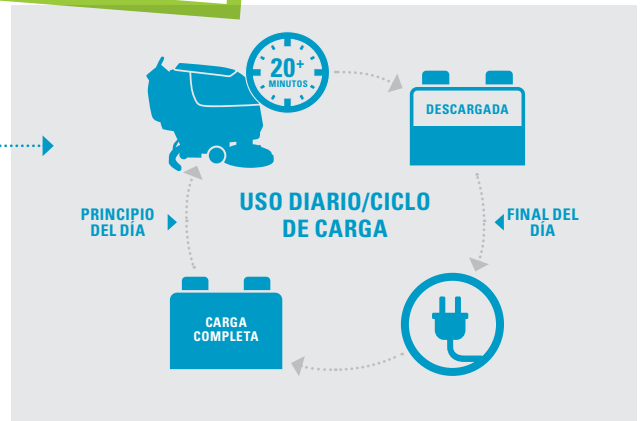 20+
MINUTOS
DESCARGADA
USO DIARIO/CICLO
DE CARGA
PRINCIPIO
DEL DÍA
FINAL DEL
DÍA
CARGA
COMPLETA